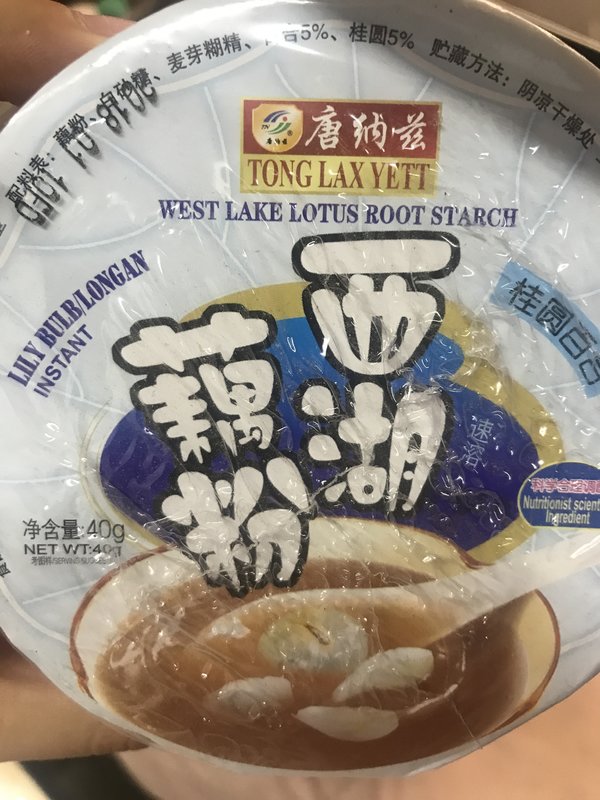 配料表：藕粉、白砂糖、麦芽糊精、百合5%、桂圆5% 贮藏方法：阴凉干燥处
唐纳兹
TONG LAX YETT
WEST LAKE LOTUS ROOT STARCH
LILY BULB/LONGAN
INSTANT
桂圆百合
西湖
藕粉
速溶
净含量:40g
NET WT:40g
Nutritionist scient
Ingredient